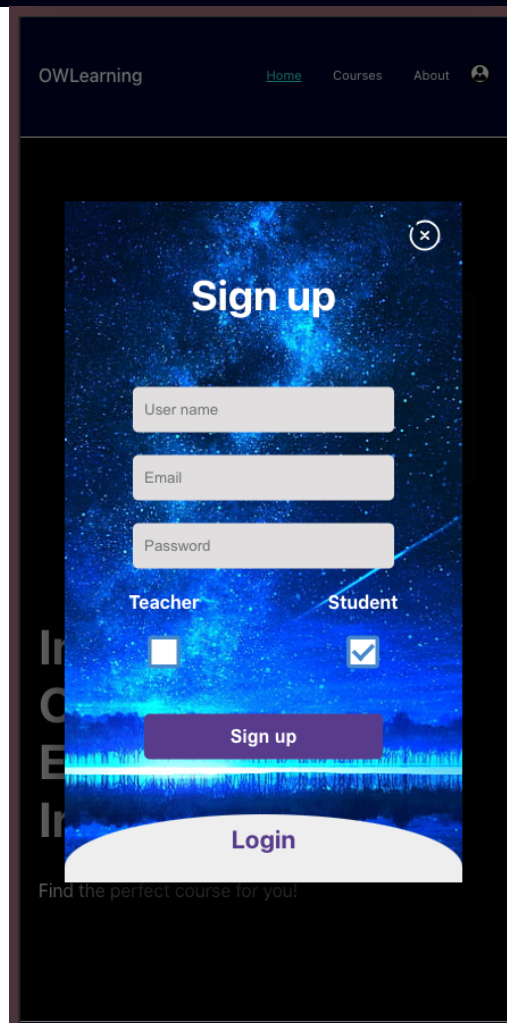 OWLearning
Home Courses About
Sign up
User name
Email
Password
Teacher Student
Sign up
Login
Find the perfect course for you!